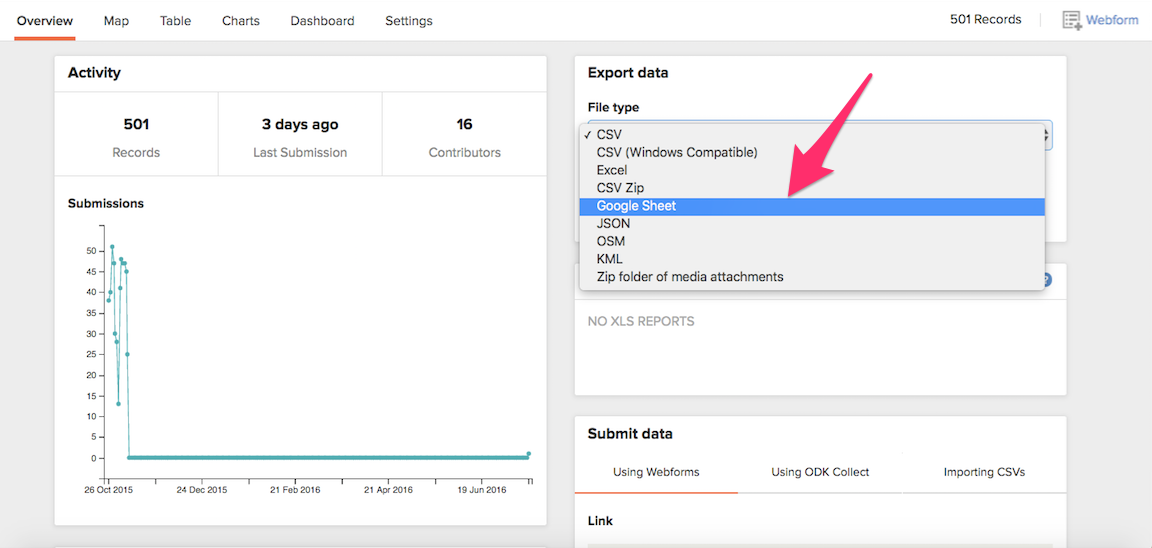 Overview Map Table Charts Dashboard Settings 501 Records Webform
Activity
501 3 days ago 16
Records Last Submission Contributors
Submissions
50
45
40
35
30
25
20
15
10
5
0
26 Oct 2015 24 Dec 2015 21 Feb 2016 21 Apr 2016 19 Jun 2016
Export data
File type
✓ CSV
CSV (Windows Compatible)
Excel
CSV Zip
Google Sheet
JSON
OSM
KML
Zip folder of media attachments
?
NO XLS REPORTS
Submit data
Using Webforms Using ODK Collect Importing CSVs
Link